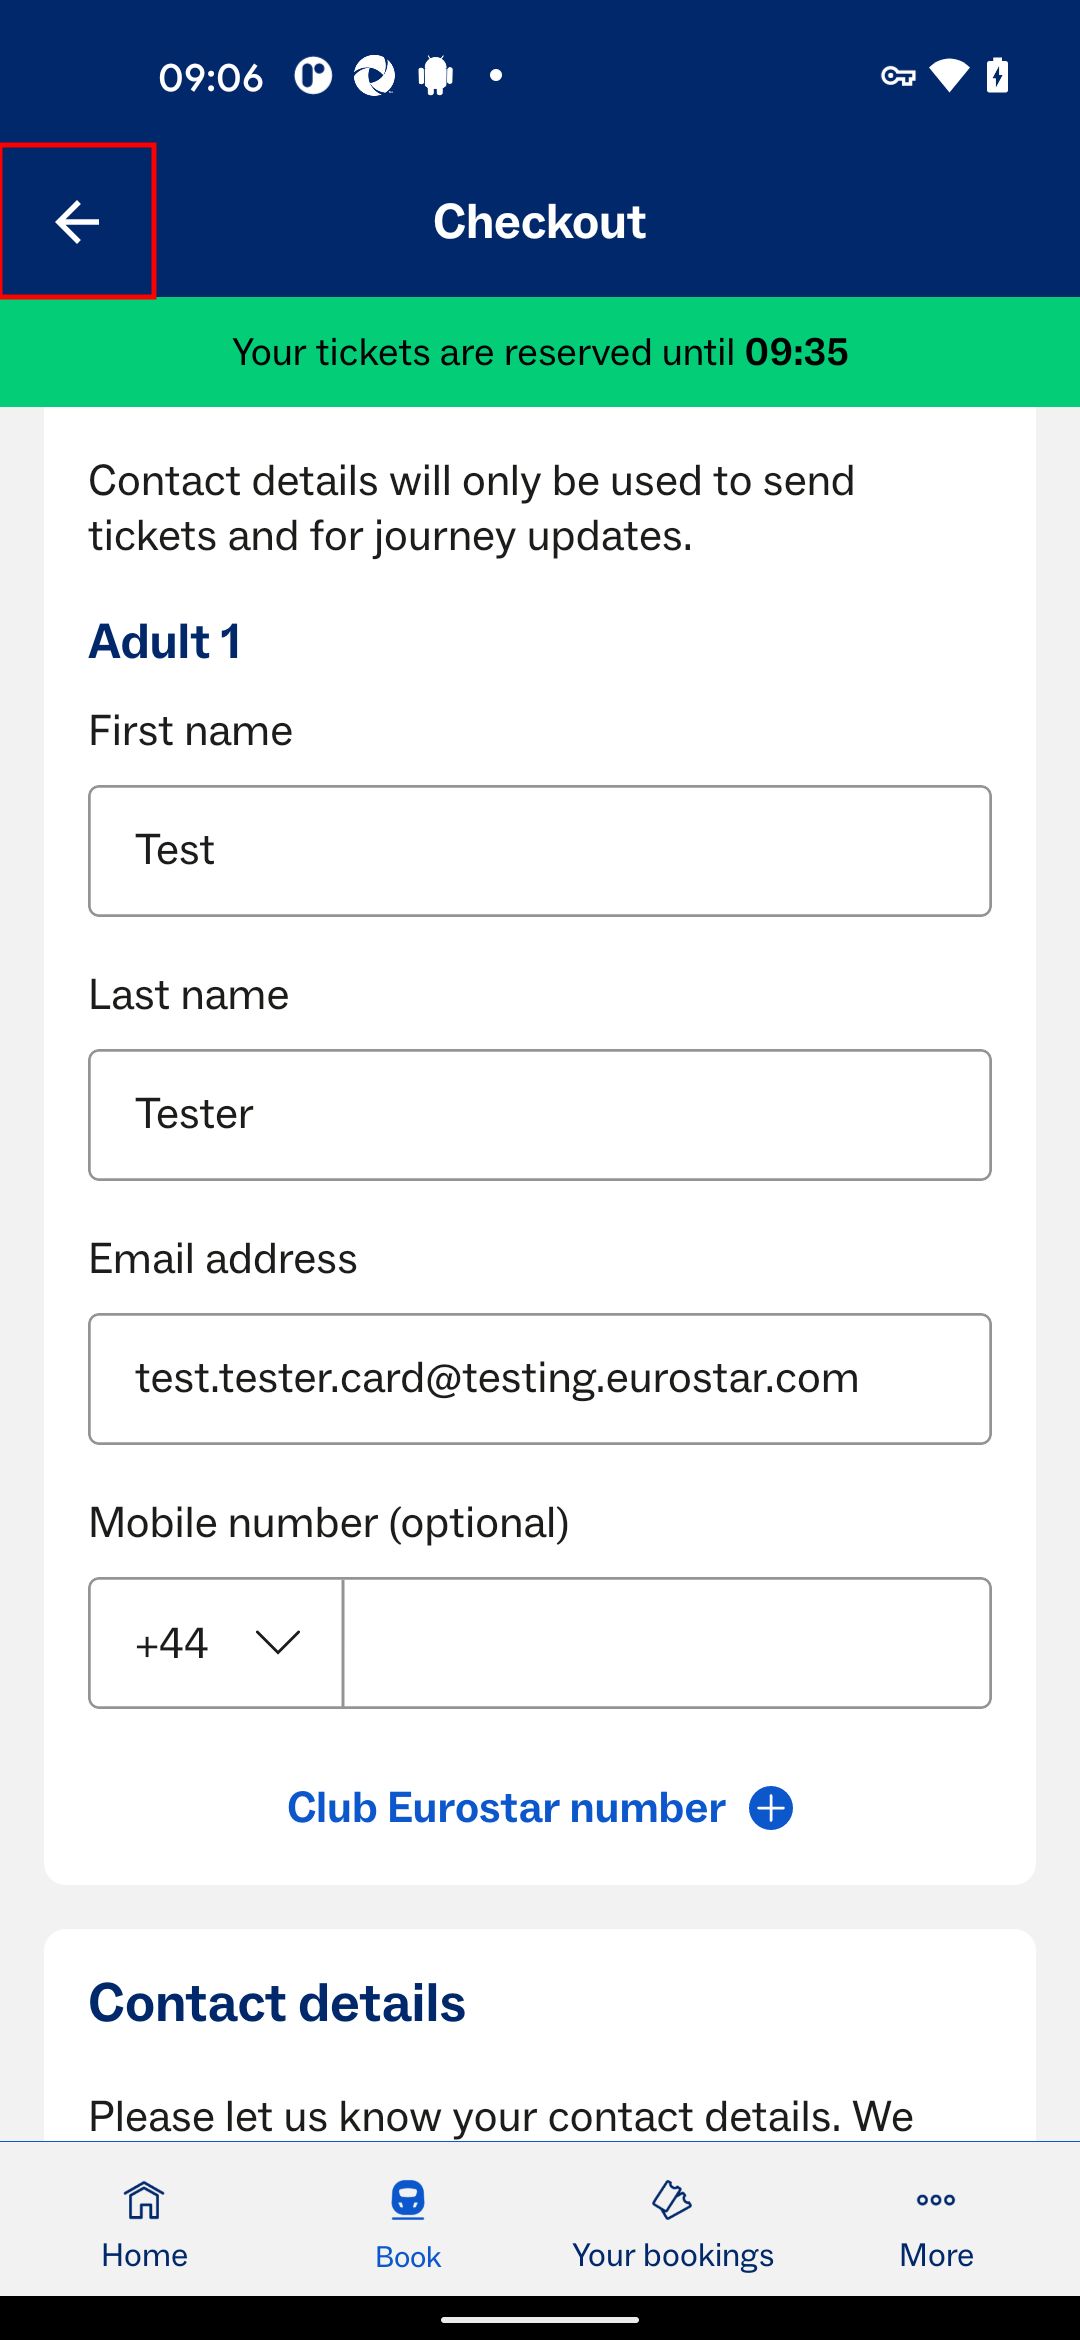 09:06
Checkout
Your tickets are reserved until 09:35
Contact details will only be used to send
tickets and for journey updates.
Adult 1
First name
Test
Last name
Tester
Email address
test.tester.card@testing.eurostar.com
Mobile number (optional)
+44
Club Eurostar number
Contact details
Please let us know your contact details. We
Home
Book
Your bookings
More